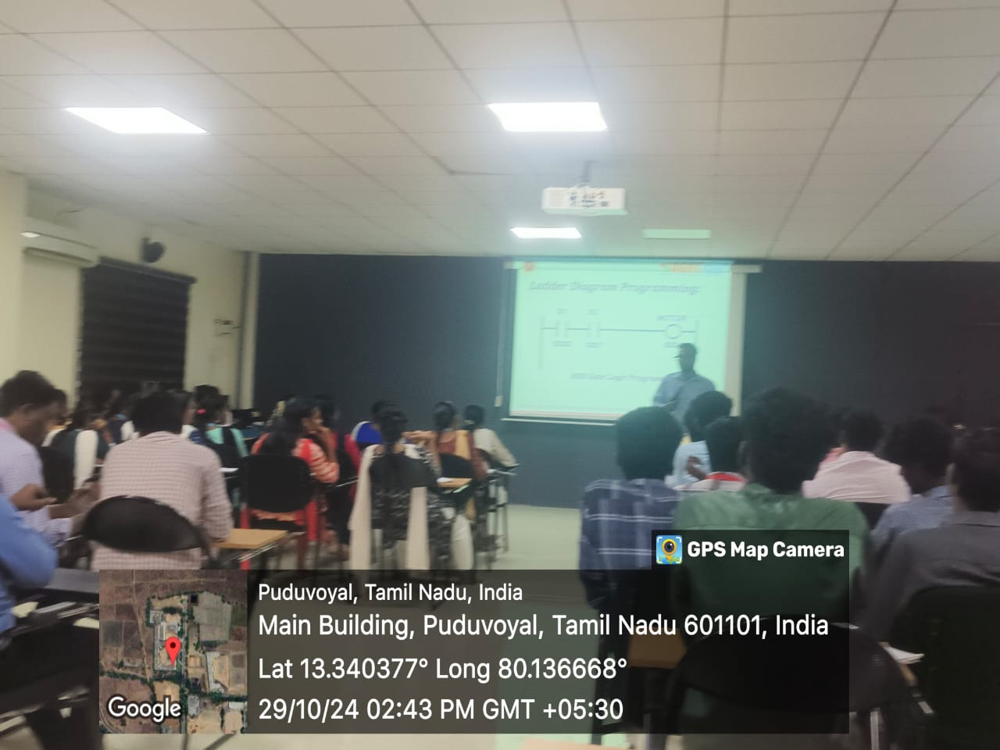 Ladder Diagram Programming:
MOTOR
GPS Map Camera
Puduvoyal, Tamil Nadu, India
Main Building, Puduvoyal, Tamil Nadu 601101, India
Lat 13.340377° Long 80.136668°
29/10/24 02:43 PM GMT +05:30
Google